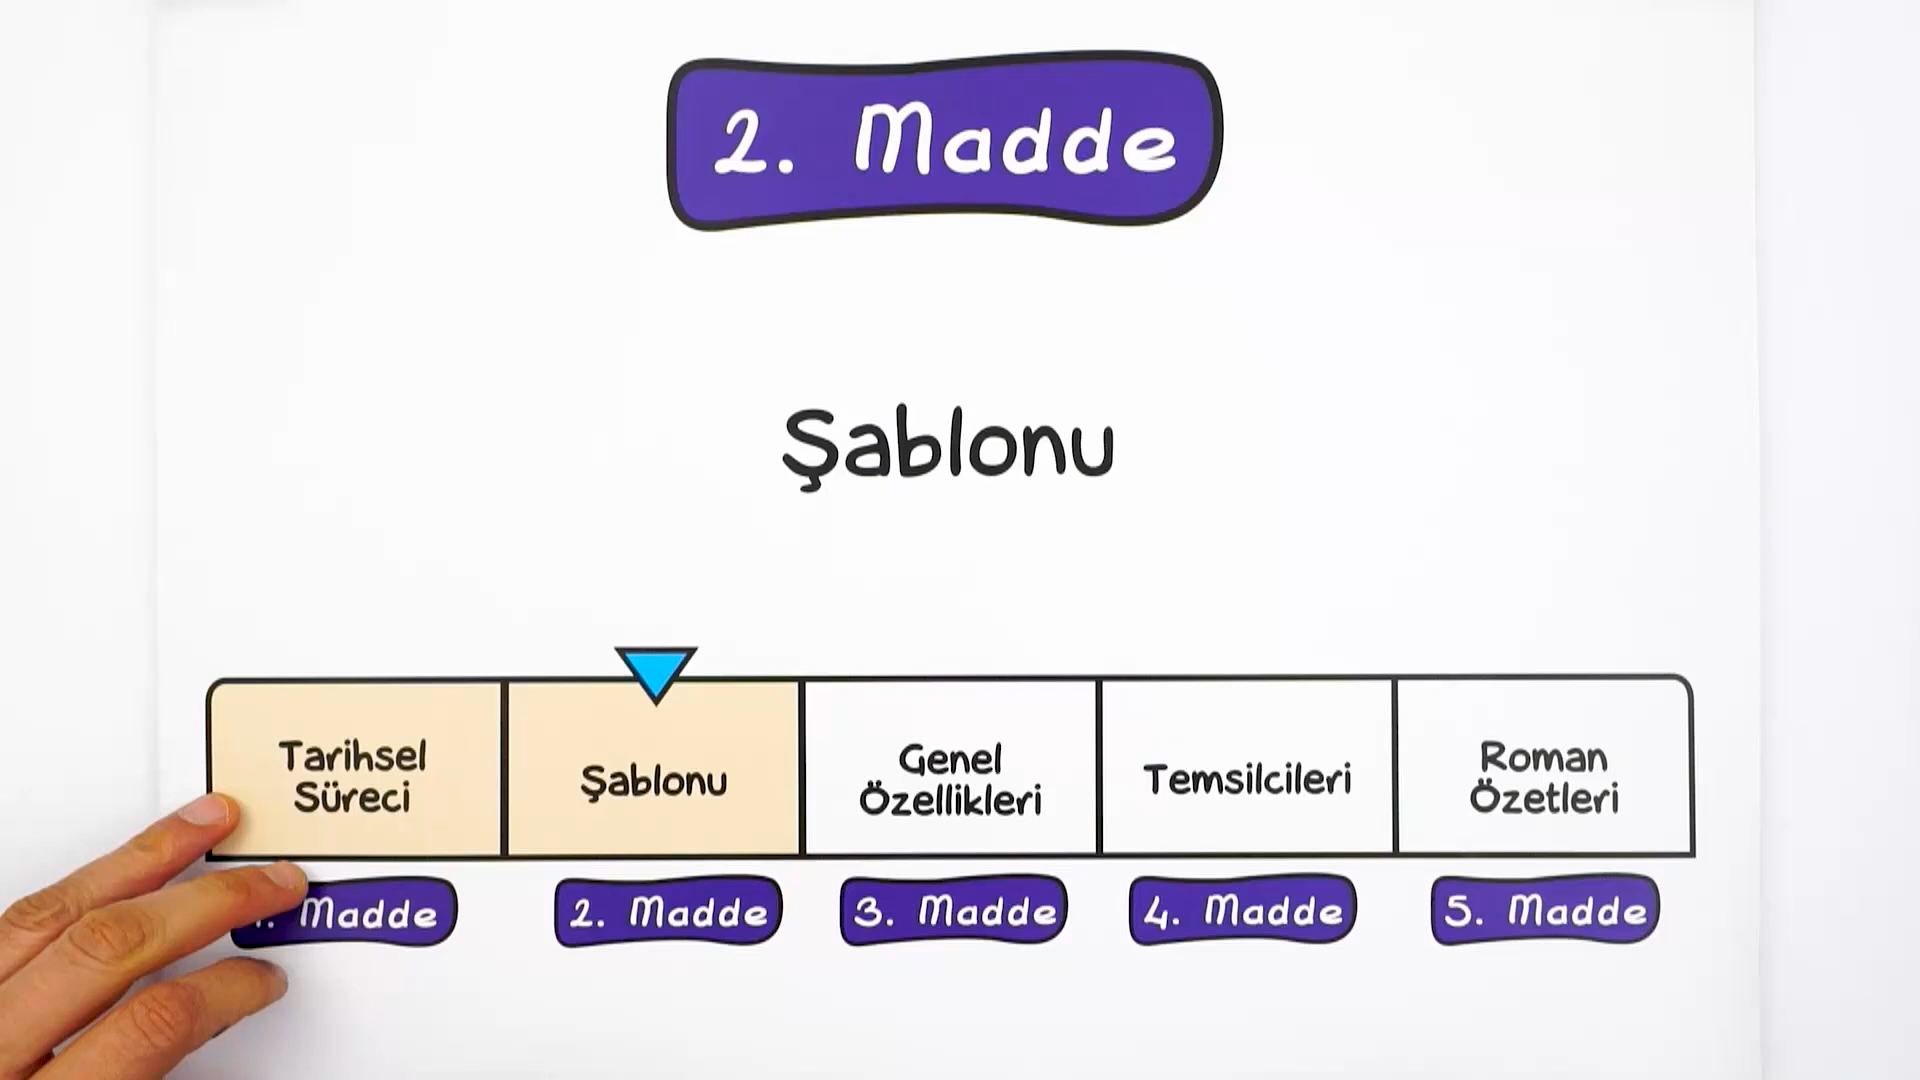 2. Madde
Şablonu
Tarihsel
Süreci
Şablonu
Genel
Özellikleri
Temsilcileri
Roman
Özetleri
Madde
2. Madde
3. Madde
4. Madde
5. Madde